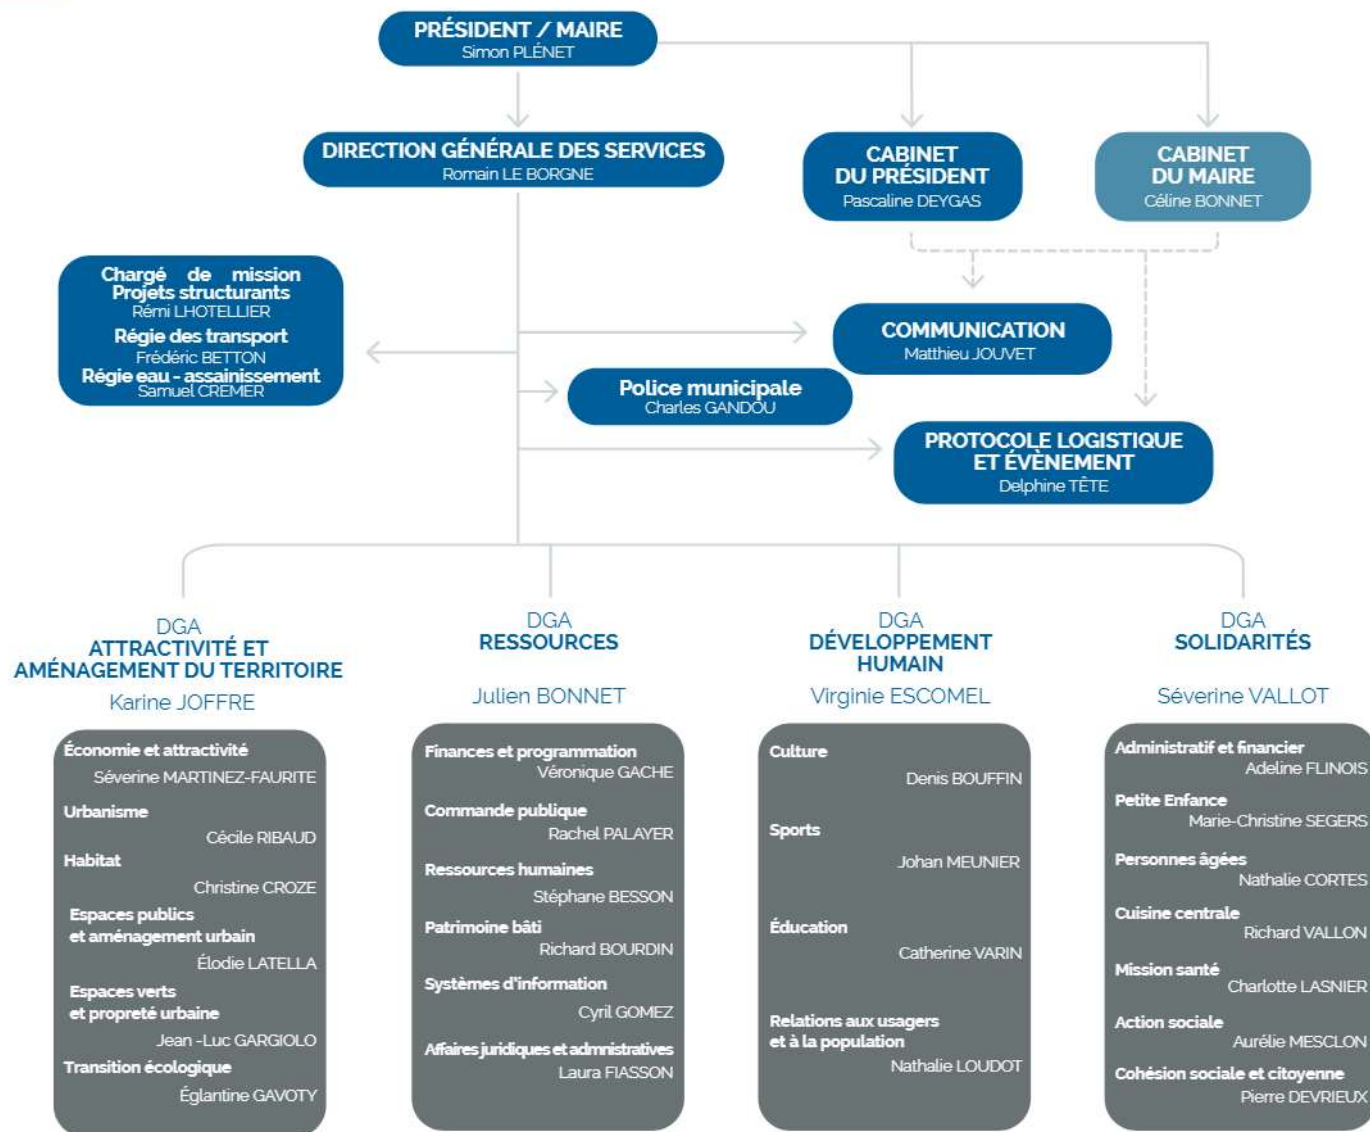 PRÉSIDENT / MAIRE
Simon PLÉNET
DIRECTION GÉNÉRALE DES SERVICES
Romain LE BORGNE
CABINET
DU PRÉSIDENT
Pascaline DEYGAS
CABINET
DU MAIRE
Céline BONNET
Chargé de mission
Projets structurants
Rémi LHOTELLIER
Régie des transport
Frédéric BETTON
Régie eau - assainissement
Samuel CREMER
COMMUNICATION
Matthieu JOUVET
Police municipale
Charles GANDOU
PROTOCOLE LOGISTIQUE
ET ÉVÈNEMENT
Delphine TÊTE
DGA
ATTRACTIVITÉ ET
AMÉNAGEMENT DU TERRITOIRE
Karine JOFFRE
Économie et attractivité
Séverine MARTINEZ-FAURITE
Urbanisme
Cécile RIBAUD
Habitat
Christine CROZE
Espaces publics
et aménagement urbain
Élodie LATELLA
Espaces verts
et propreté urbaine
Jean -Luc GARGIOLO
Transition écologique
Églantine GAVOTY
DGA
RESSOURCES
Julien BONNET
Finances et programmation
Véronique GACHE
Commande publique
Rachel PALAYER
Ressources humaines
Stéphane BESSON
Patrimoine bâti
Richard BOURDIN
Systèmes d'information
Cyril GOMEZ
Affaires juridiques et admnistratives
Laura FIASSON
DGA
DÉVELOPPEMENT
HUMAIN
Virginie ESCOMEL
Culture
Denis BOUFFIN
Sports
Johan MEUNIER
Éducation
Catherine VARIN
Relations aux usagers
et à la population
Nathalie LOUDOT
DGA
SOLIDARITÉS
Séverine VALLOT
Administratif et financier
Adeline FLINOIS
Petite Enfance
Marie-Christine SEGERS
Personnes âgées
Nathalie CORTES
Cuisine centrale
Richard VALLON
Mission santé
Charlotte LASNIER
Action sociale
Aurélie MESCLON
Cohésion sociale et citoyenne
Pierre DEVRIEUX